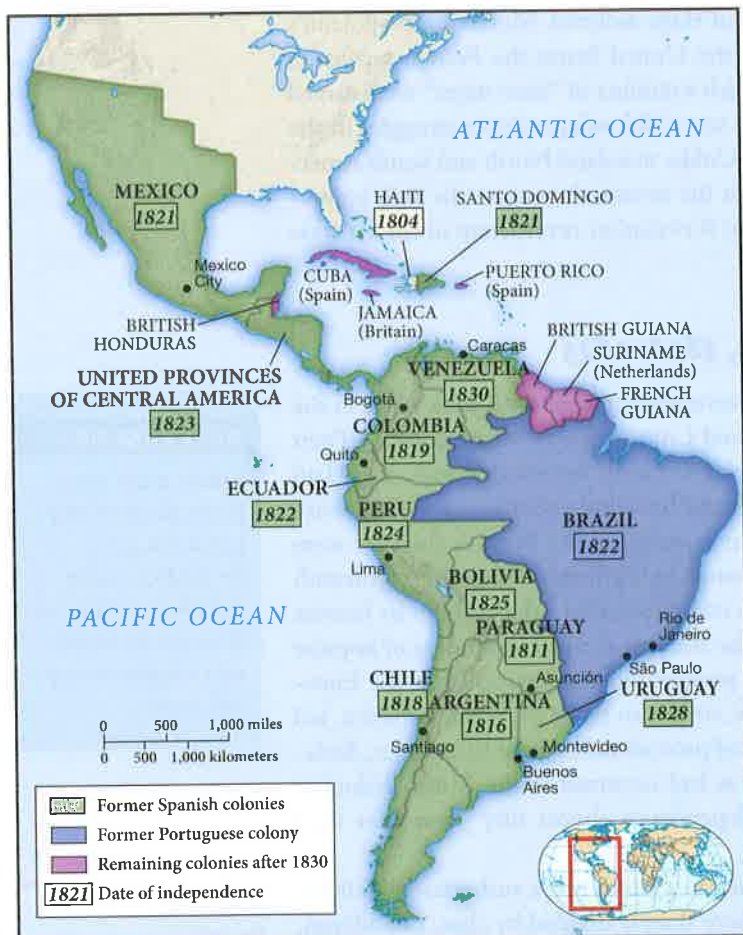 ATLANTIC OCEAN
MEXICO
1821
HAITI
1804
SANTO DOMINGO
1821
Mexico
City
CUBA
(Spain)
PUERTO RICO
(Spain)
JAMAICA
(Britain)
BRITISH
HONDURAS
UNITED PROVINCES
OF CENTRAL AMERICA
1823
Caracas
VENEZUELA
1830
BRITISH GUIANA
SURINAME
(Netherlands)
FRENCH
GUIANA
Bogotá
COLOMBIA
1819
Quito
ECUADOR
1822
PERU
1824
Lima
BRAZIL
1822
BOLIVIA
1825
PACIFIC OCEAN
PARAGUAY
1811
Rio de
Janeiro
São Paulo
Asunción
CHILE
1818
ARGENTINA
1816
URUGUAY
1828
Santiago
Montevideo
Buenos
Aires
0 500 1,000 miles
0 500 1,000 kilometers
Former Spanish colonies
Former Portuguese colony
Remaining colonies after 1830
1821 Date of independence